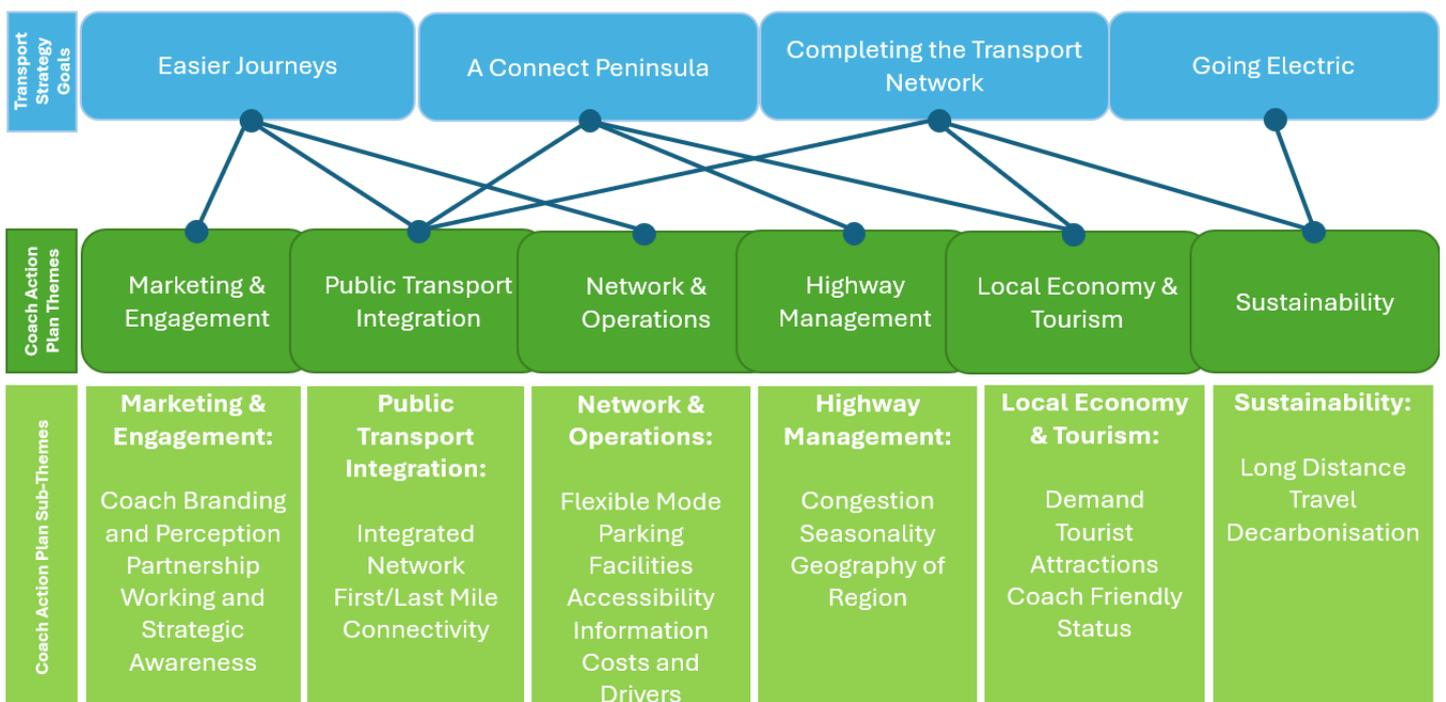 Transport
Strategy
Goals
Easier Journeys
A Connect Peninsula
Completing the Transport
Network
Going Electric
Coach Action
Plan Themes
Marketing &
Engagement
Public Transport
Integration
Network &
Operations
Highway
Management
Local Economy &
Tourism
Sustainability
Coach Action Plan Sub-Themes
Marketing &
Engagement:
Coach Branding
and Perception
Partnership
Working and
Strategic
Awareness
Public
Transport
Integration:
Integrated
Network
First/Last Mile
Connectivity
Network &
Operations:
Flexible Mode
Parking
Facilities
Accessibility
Information
Costs and
Drivers
Highway
Management:
Congestion
Seasonality
Geography of
Region
Local Economy
& Tourism:
Demand
Tourist
Attractions
Coach Friendly
Status
Sustainability:
Long Distance
Travel
Decarbonisation